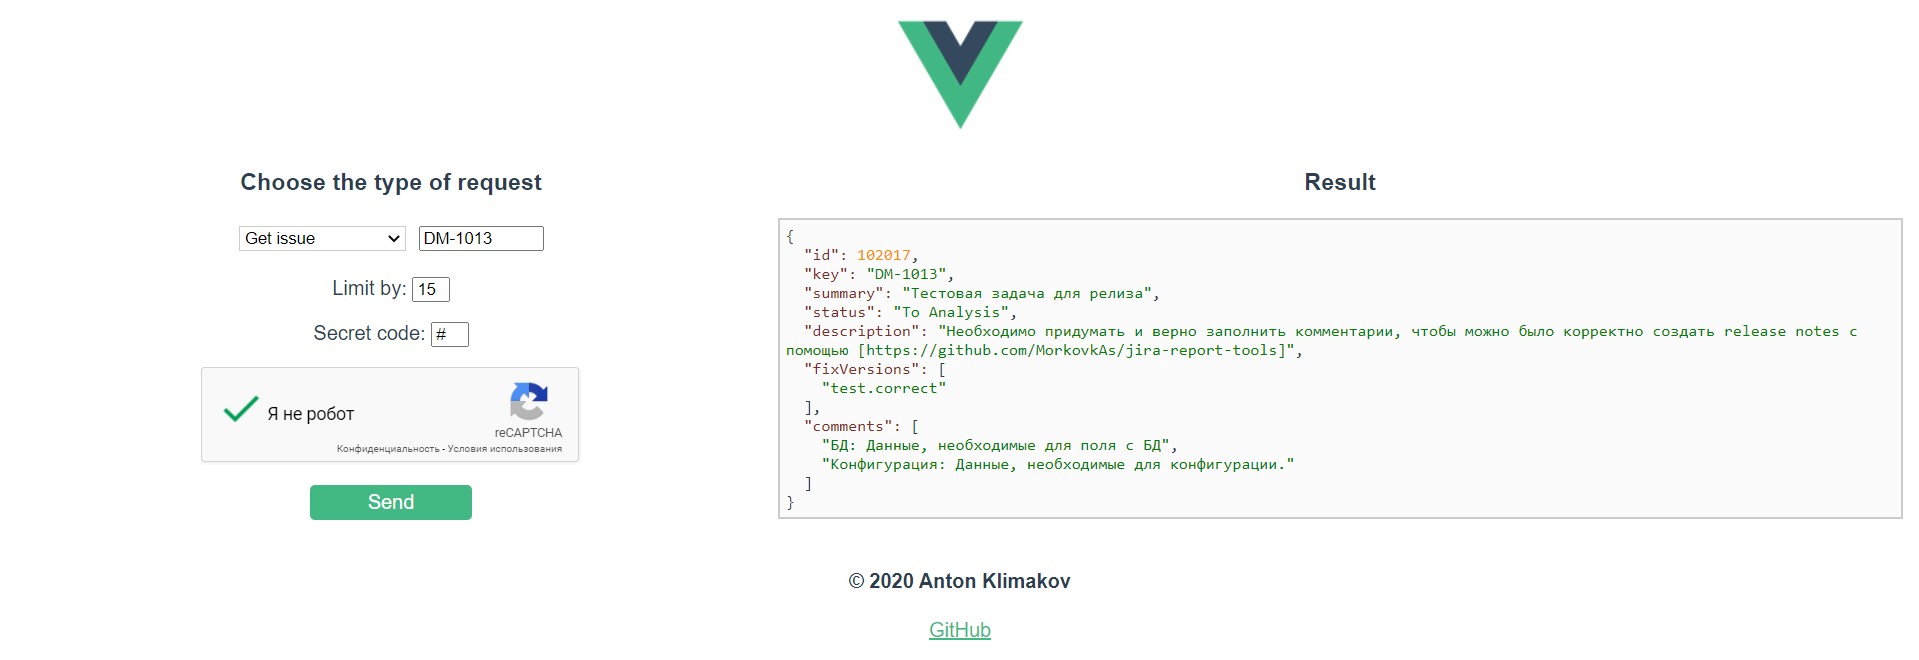 Choose the type of request
Get issue DM-1013
Limit by: 15
Secret code: #
Я не робот
reCAPTCHA
Конфиденциальность - Условия использования
Send
Result
{
"id": 102017,
"key": "DM-1013",
"summary": "Тестовая задача для релиза",
"status": "To Analysis",
"description": "Необходимо придумать и верно заполнить комментарии, чтобы можно было корректно создать release notes с
помощью [https://github.com/MorkovkAs/jira-report-tools]",
"fixVersions": [
"test.correct"
],
"comments": [
"БД: Данные, необходимые для поля с БД",
"Конфигурация: Данные, необходимые для конфигурации."
]
}
© 2020 Anton Klimakov
GitHub